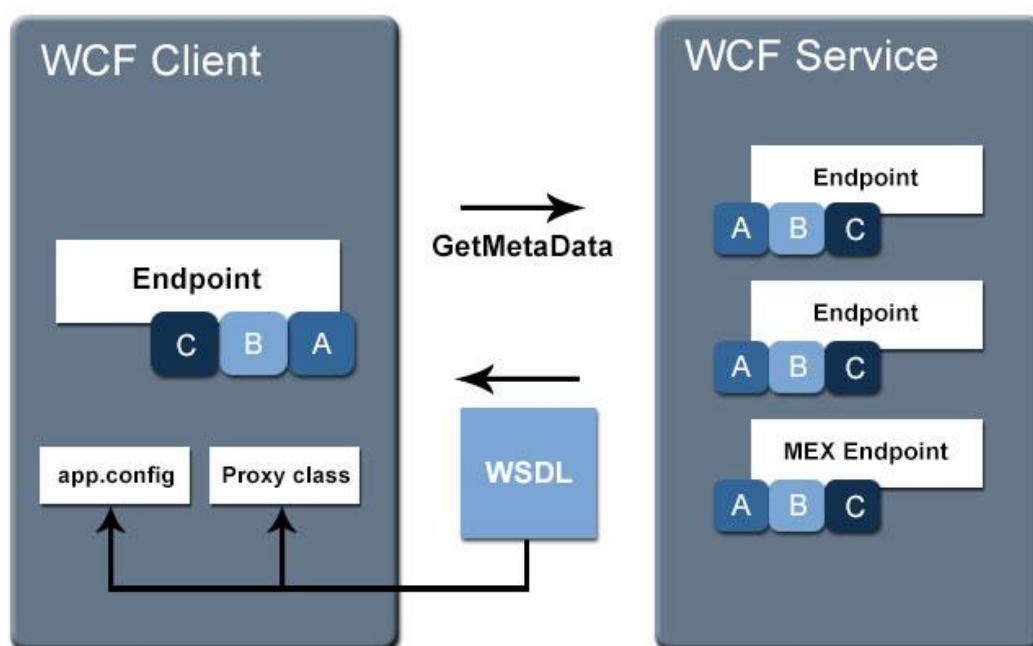 WCF Client
Endpoint
C B A
app.config
Proxy class
GetMetaData
WSDL
WCF Service
Endpoint
A B C
Endpoint
A B C
MEX Endpoint
A B C